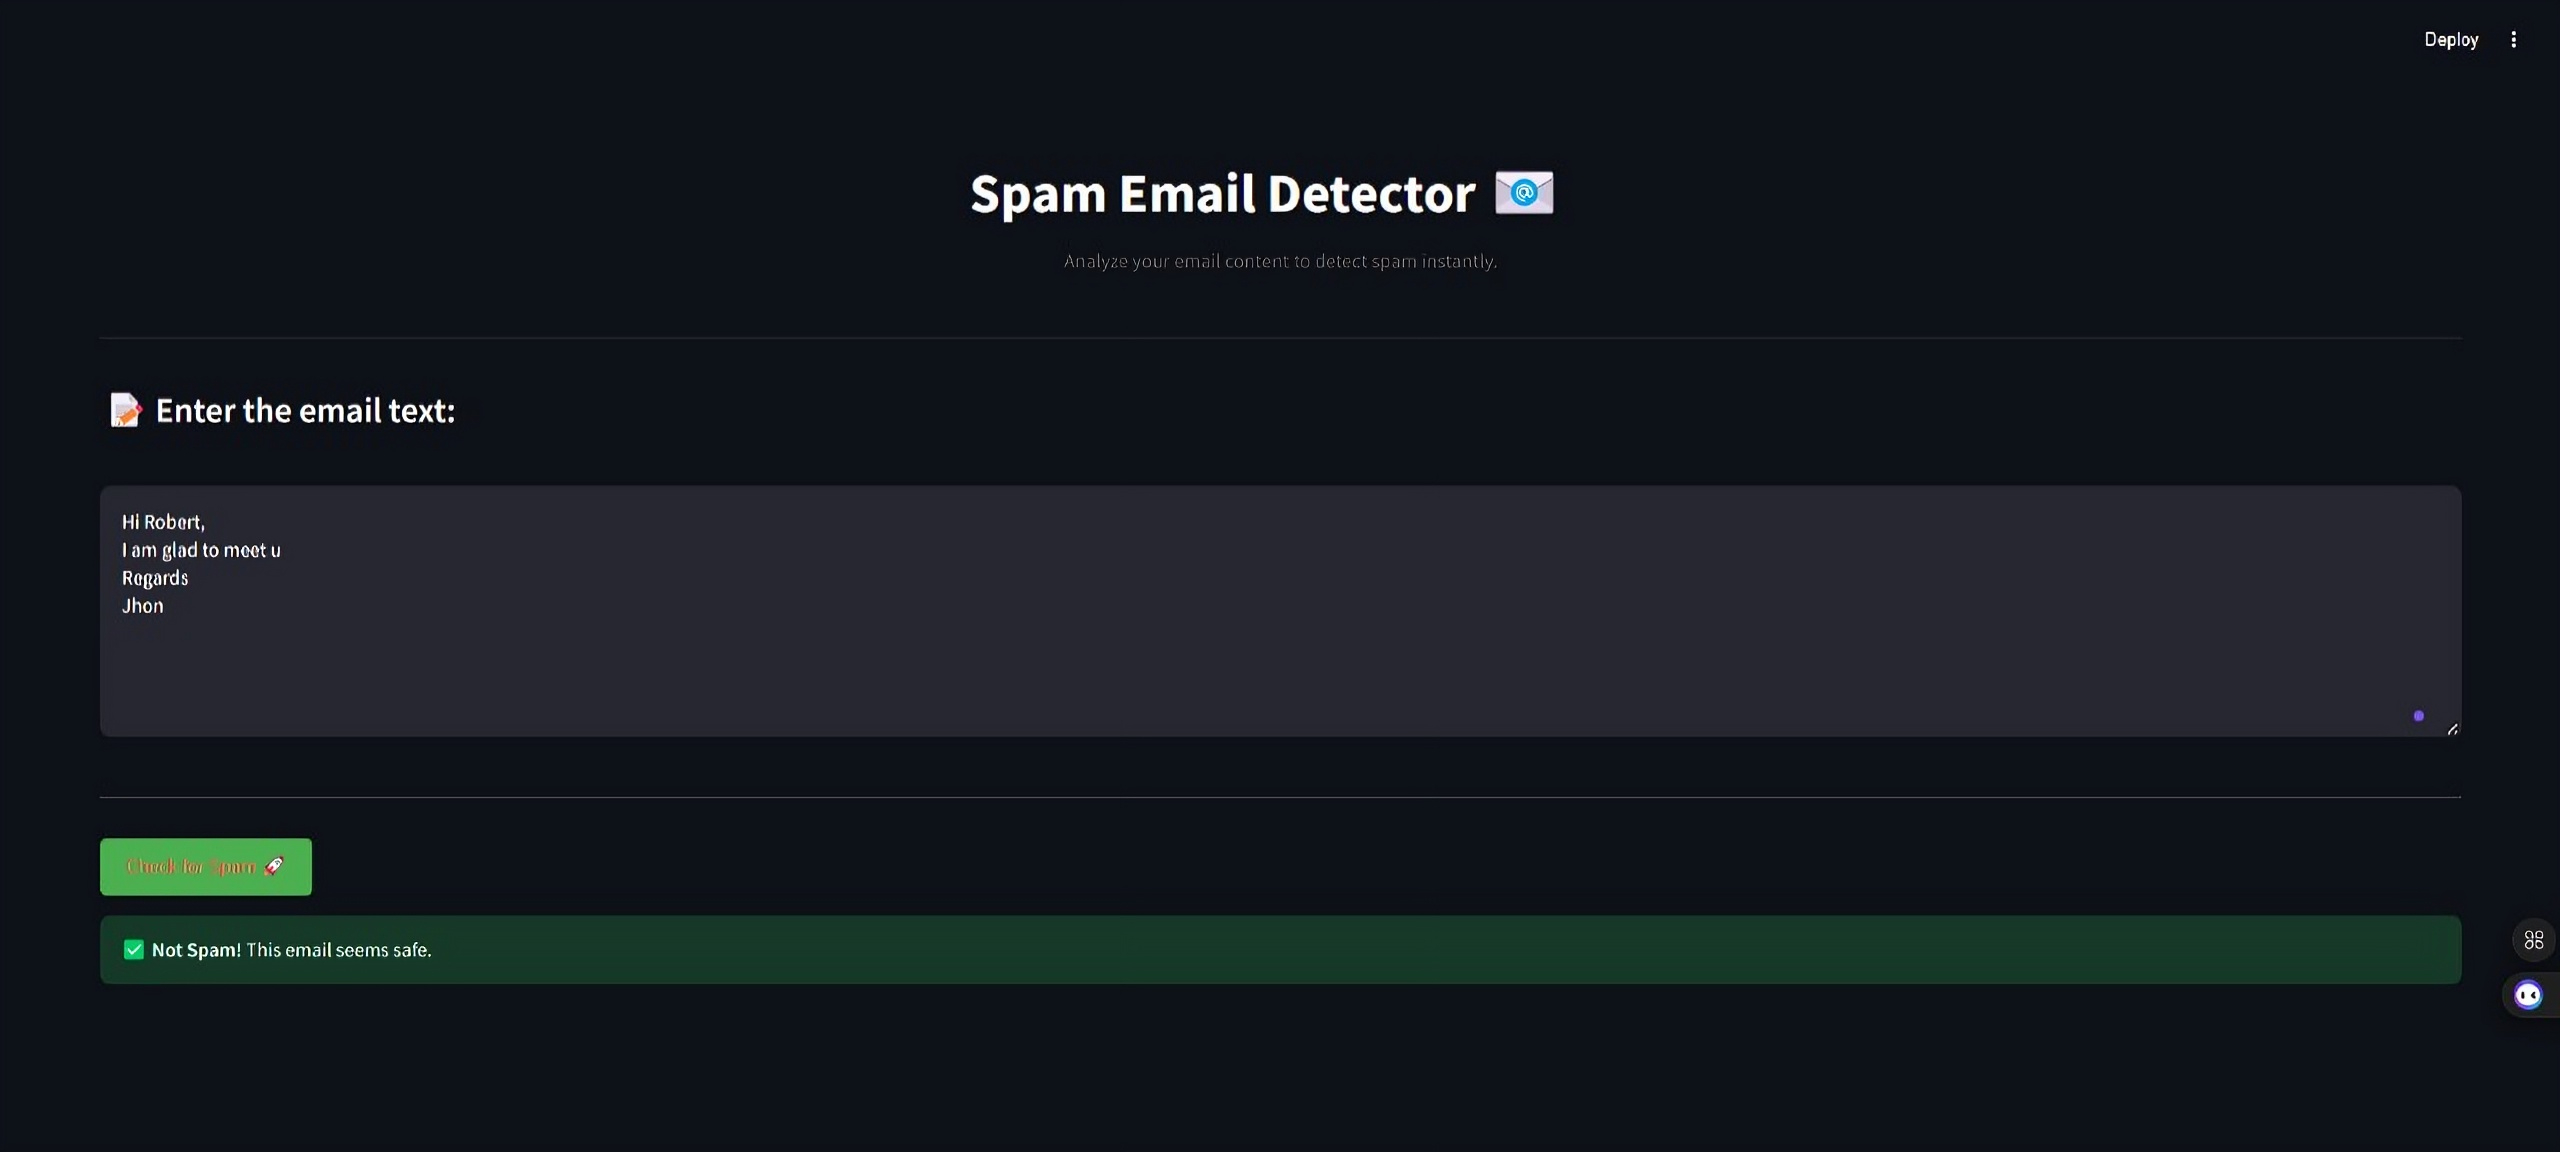 Deploy
Spam Email Detector
Analyze your email content to detect spam instantly.
Enter the email text:
Hi Robert,
I am glad to meet u
Regards
Jhon
Check for Spam
Not Spam! This email seems safe.